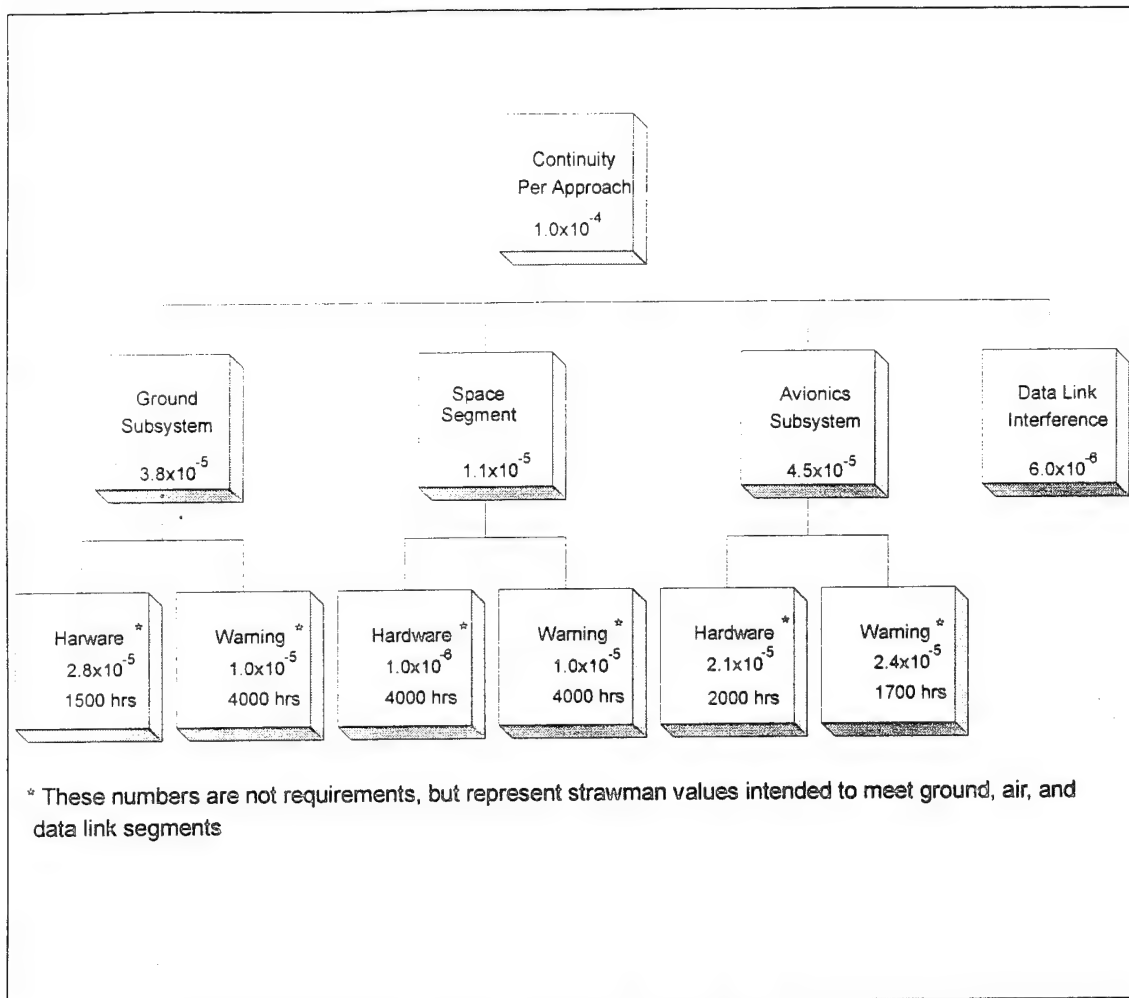 Continuity
Per Approach
1.0x10^-4
Ground
Subsystem
3.8x10^-5
Space
Segment
1.1x10^-5
Avionics
Subsystem
4.5x10^-5
Data Link
Interference
6.0x10^-6
Harware *
2.8x10^-5
1500 hrs
Warning *
1.0x10^-5
4000 hrs
Hardware *
1.0x10^-6
4000 hrs
Warning *
1.0x10^-5
4000 hrs
Hardware *
2.1x10^-5
2000 hrs
Warning *
2.4x10^-5
1700 hrs
* These numbers are not requirements, but represent strawman values intended to meet ground, air, and
data link segments